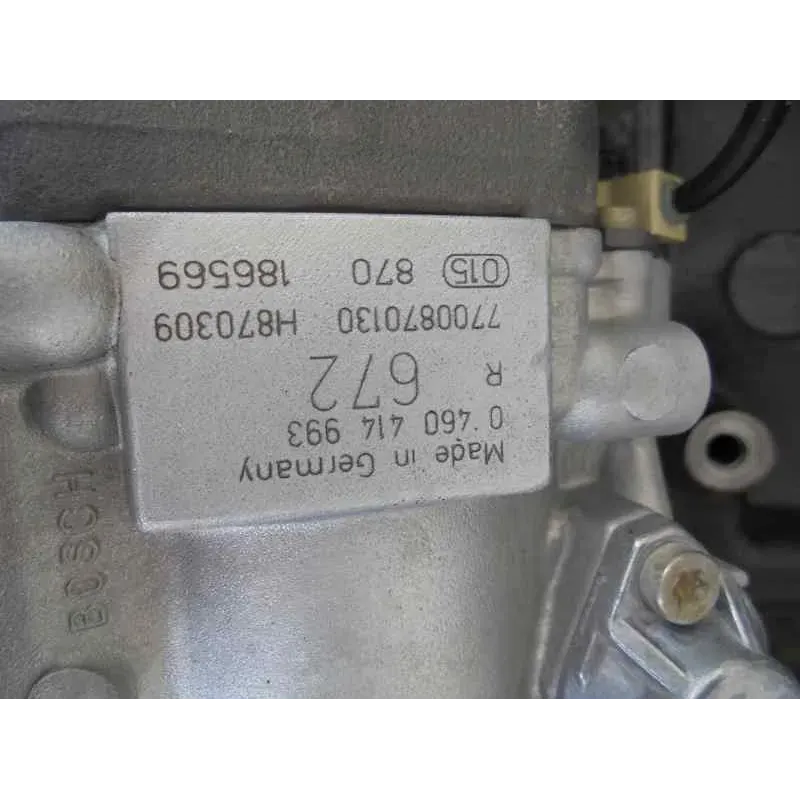 Made in Germany
0 460 414 993
R 672
7700870130 H870309
015 870 186569
BOSCH